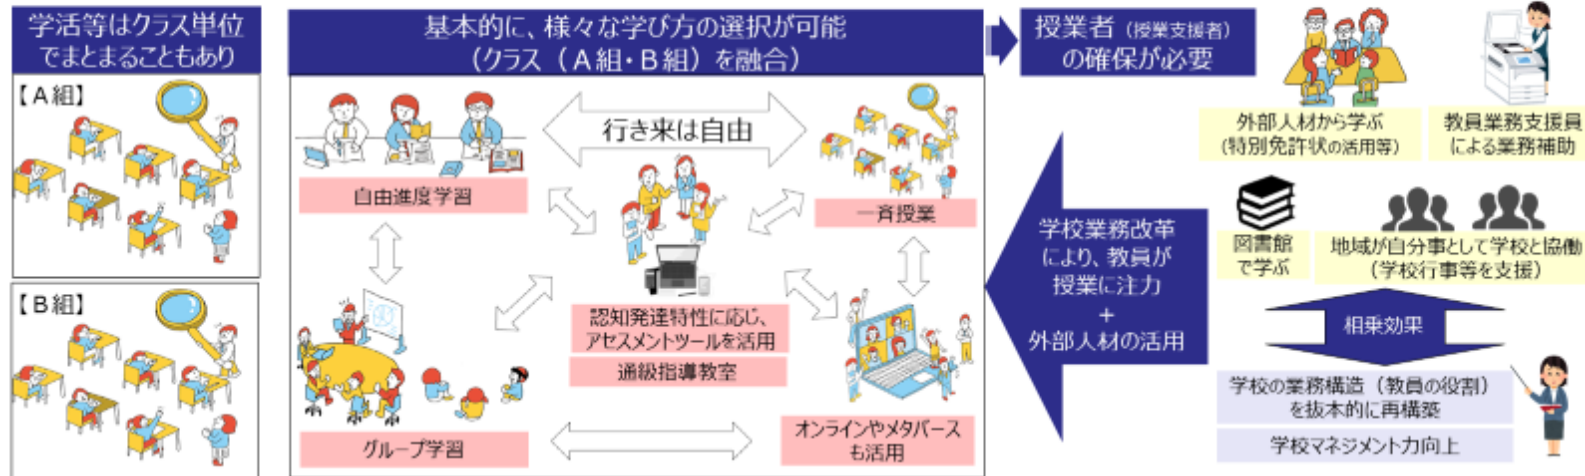 学活等はクラス単位
でまとまることもあり
【A組】
【B組】
基本的に、様々な学び方の選択が可能
（クラス（A組・B組）を融合）
行き来は自由
自由進度学習
一斉授業
認知発達特性に応じ、
アセスメントツールを活用
通級指導教室
グループ学習
オンラインやメタバース
も活用
授業者（授業支援者）
の確保が必要
外部人材から学ぶ
（特別免許状の活用等）
教員業務支援員
による業務補助
学校業務改革
により、教員が
授業に注力
+
外部人材の活用
図書館
で学ぶ
地域が自分事として学校と協働
（学校行事等を支援）
相乗効果
学校の業務構造（教員の役割）
を抜本的に再構築
学校マネジメント力向上